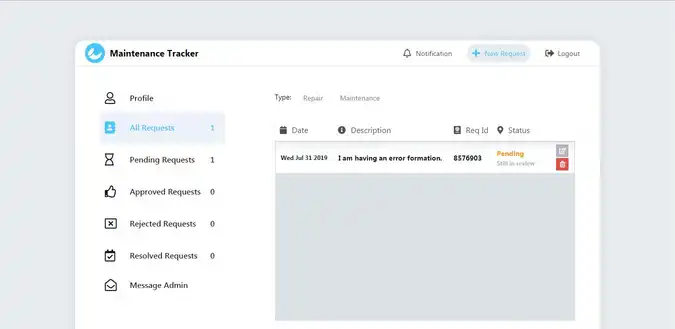 Maintenance Tracker
Notification
New Request
Logout
Profile
All Requests 1
Pending Requests 1
Approved Requests 0
Rejected Requests 0
Resolved Requests 0
Message Admin
Type: Repair Maintenance
Date Description Req Id Status
Wed Jul 31 2019 I am having an error formation. 8576903 Pending
Still in review